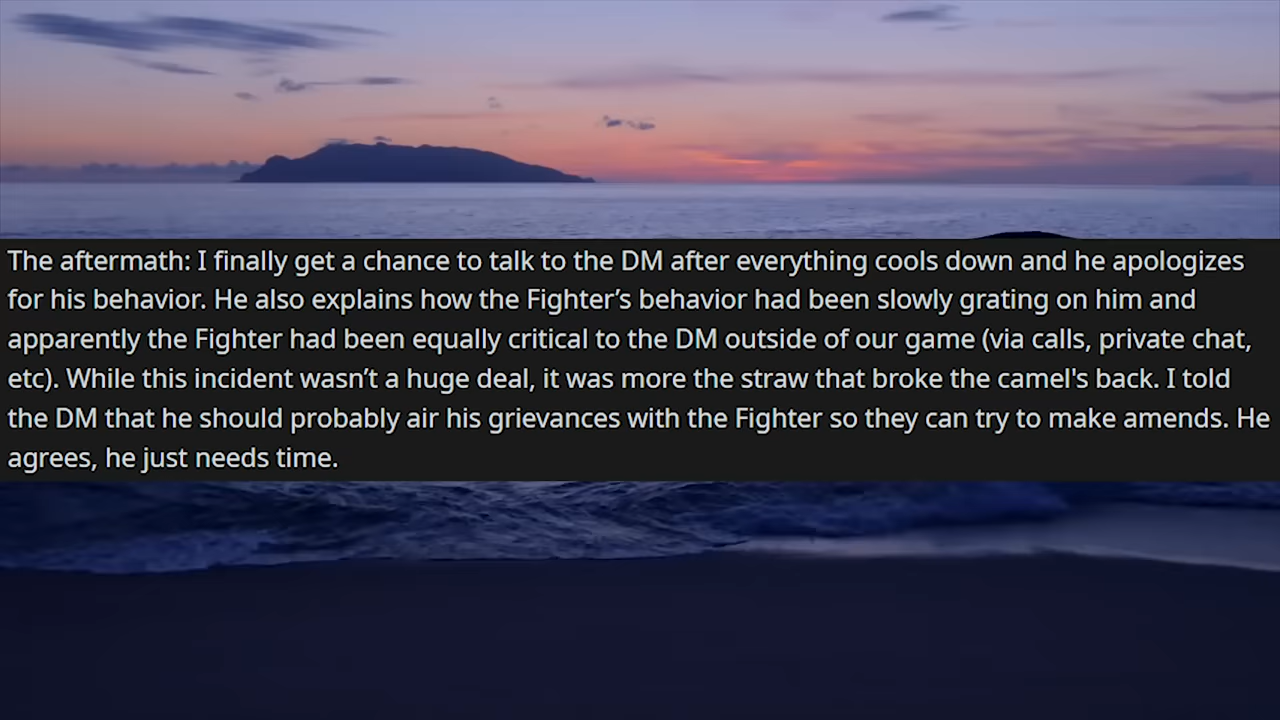 The aftermath: I finally get a chance to talk to the DM after everything cools down and he apologizes
for his behavior. He also explains how the Fighter’s behavior had been slowly grating on him and
apparently the Fighter had been equally critical to the DM outside of our game (via calls, private chat,
etc). While this incident wasn’t a huge deal, it was more the straw that broke the camel's back. I told
the DM that he should probably air his grievances with the Fighter so they can try to make amends. He
agrees, he just needs time.